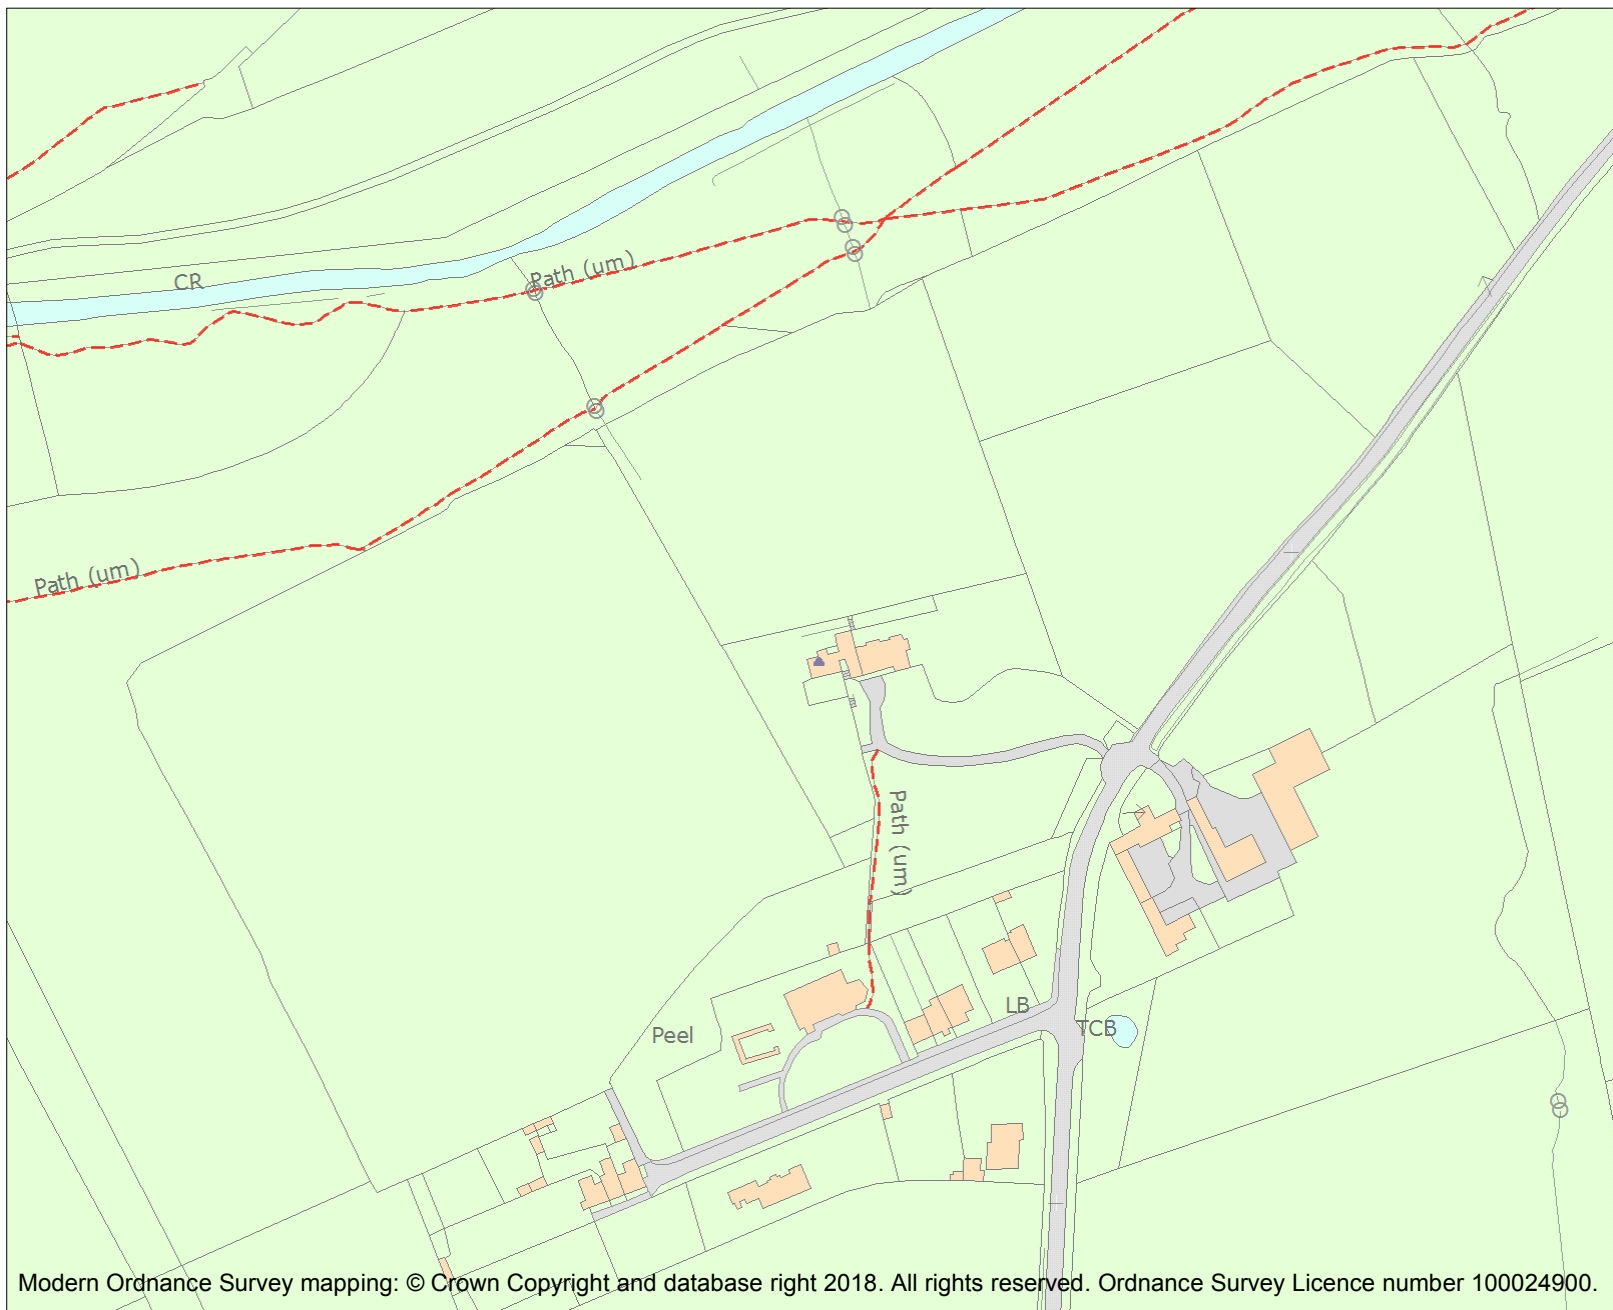 CR
Path (um)
Path (um)
Path (um)
LB
TCB
Peel
Modern Ordnance Survey mapping: © Crown Copyright and database right 2018. All rights reserved. Ordnance Survey Licence number 100024900.